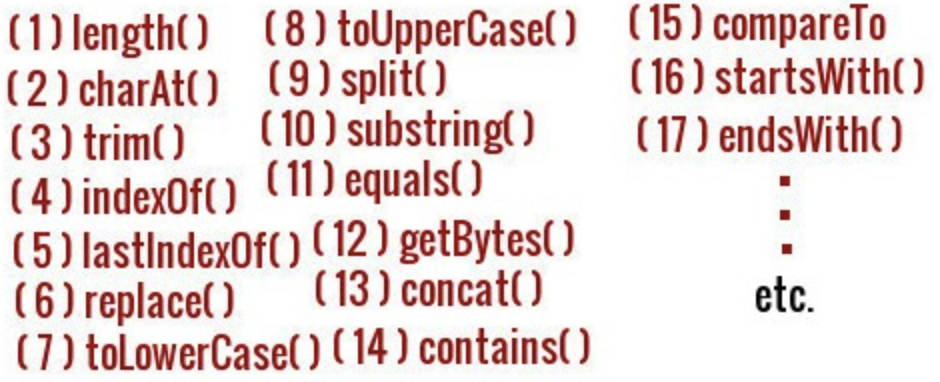 ( 1 ) length( )
( 2 ) charAt( )
( 3 ) trim( )
( 4 ) indexOf( )
( 5 ) lastIndexOf( )
( 6 ) replace( )
( 7 ) toLowerCase( )
( 8 ) toUpperCase( )
( 9 ) split( )
( 10 ) substring( )
( 11 ) equals( )
( 12 ) getBytes( )
( 13 ) concat( )
( 14 ) contains( )
( 15 ) compareTo
( 16 ) startsWith( )
( 17 ) endsWith( )
.
.
.
etc.